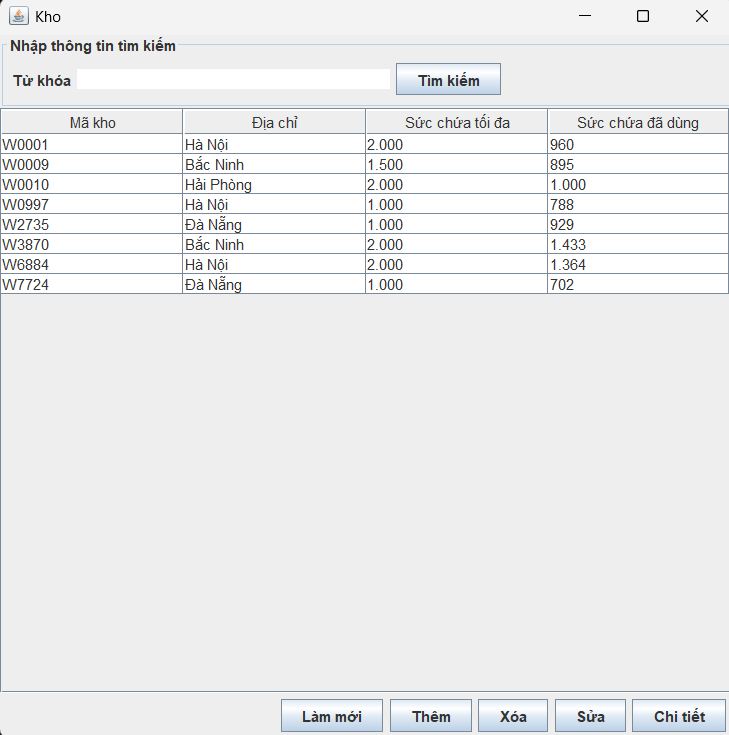 Kho
Nhập thông tin tìm kiếm
Từ khóa Tìm kiếm
Mã kho Địa chỉ Sức chứa tối đa Sức chứa đã dùng
W0001 Hà Nội 2.000 960
W0009 Bắc Ninh 1.500 895
W0010 Hải Phòng 2.000 1.000
W0997 Hà Nội 1.000 788
W2735 Đà Nẵng 1.000 929
W3870 Bắc Ninh 2.000 1.433
W6884 Hà Nội 2.000 1.364
W7724 Đà Nẵng 1.000 702
Làm mới Thêm Xóa Sửa Chi tiết